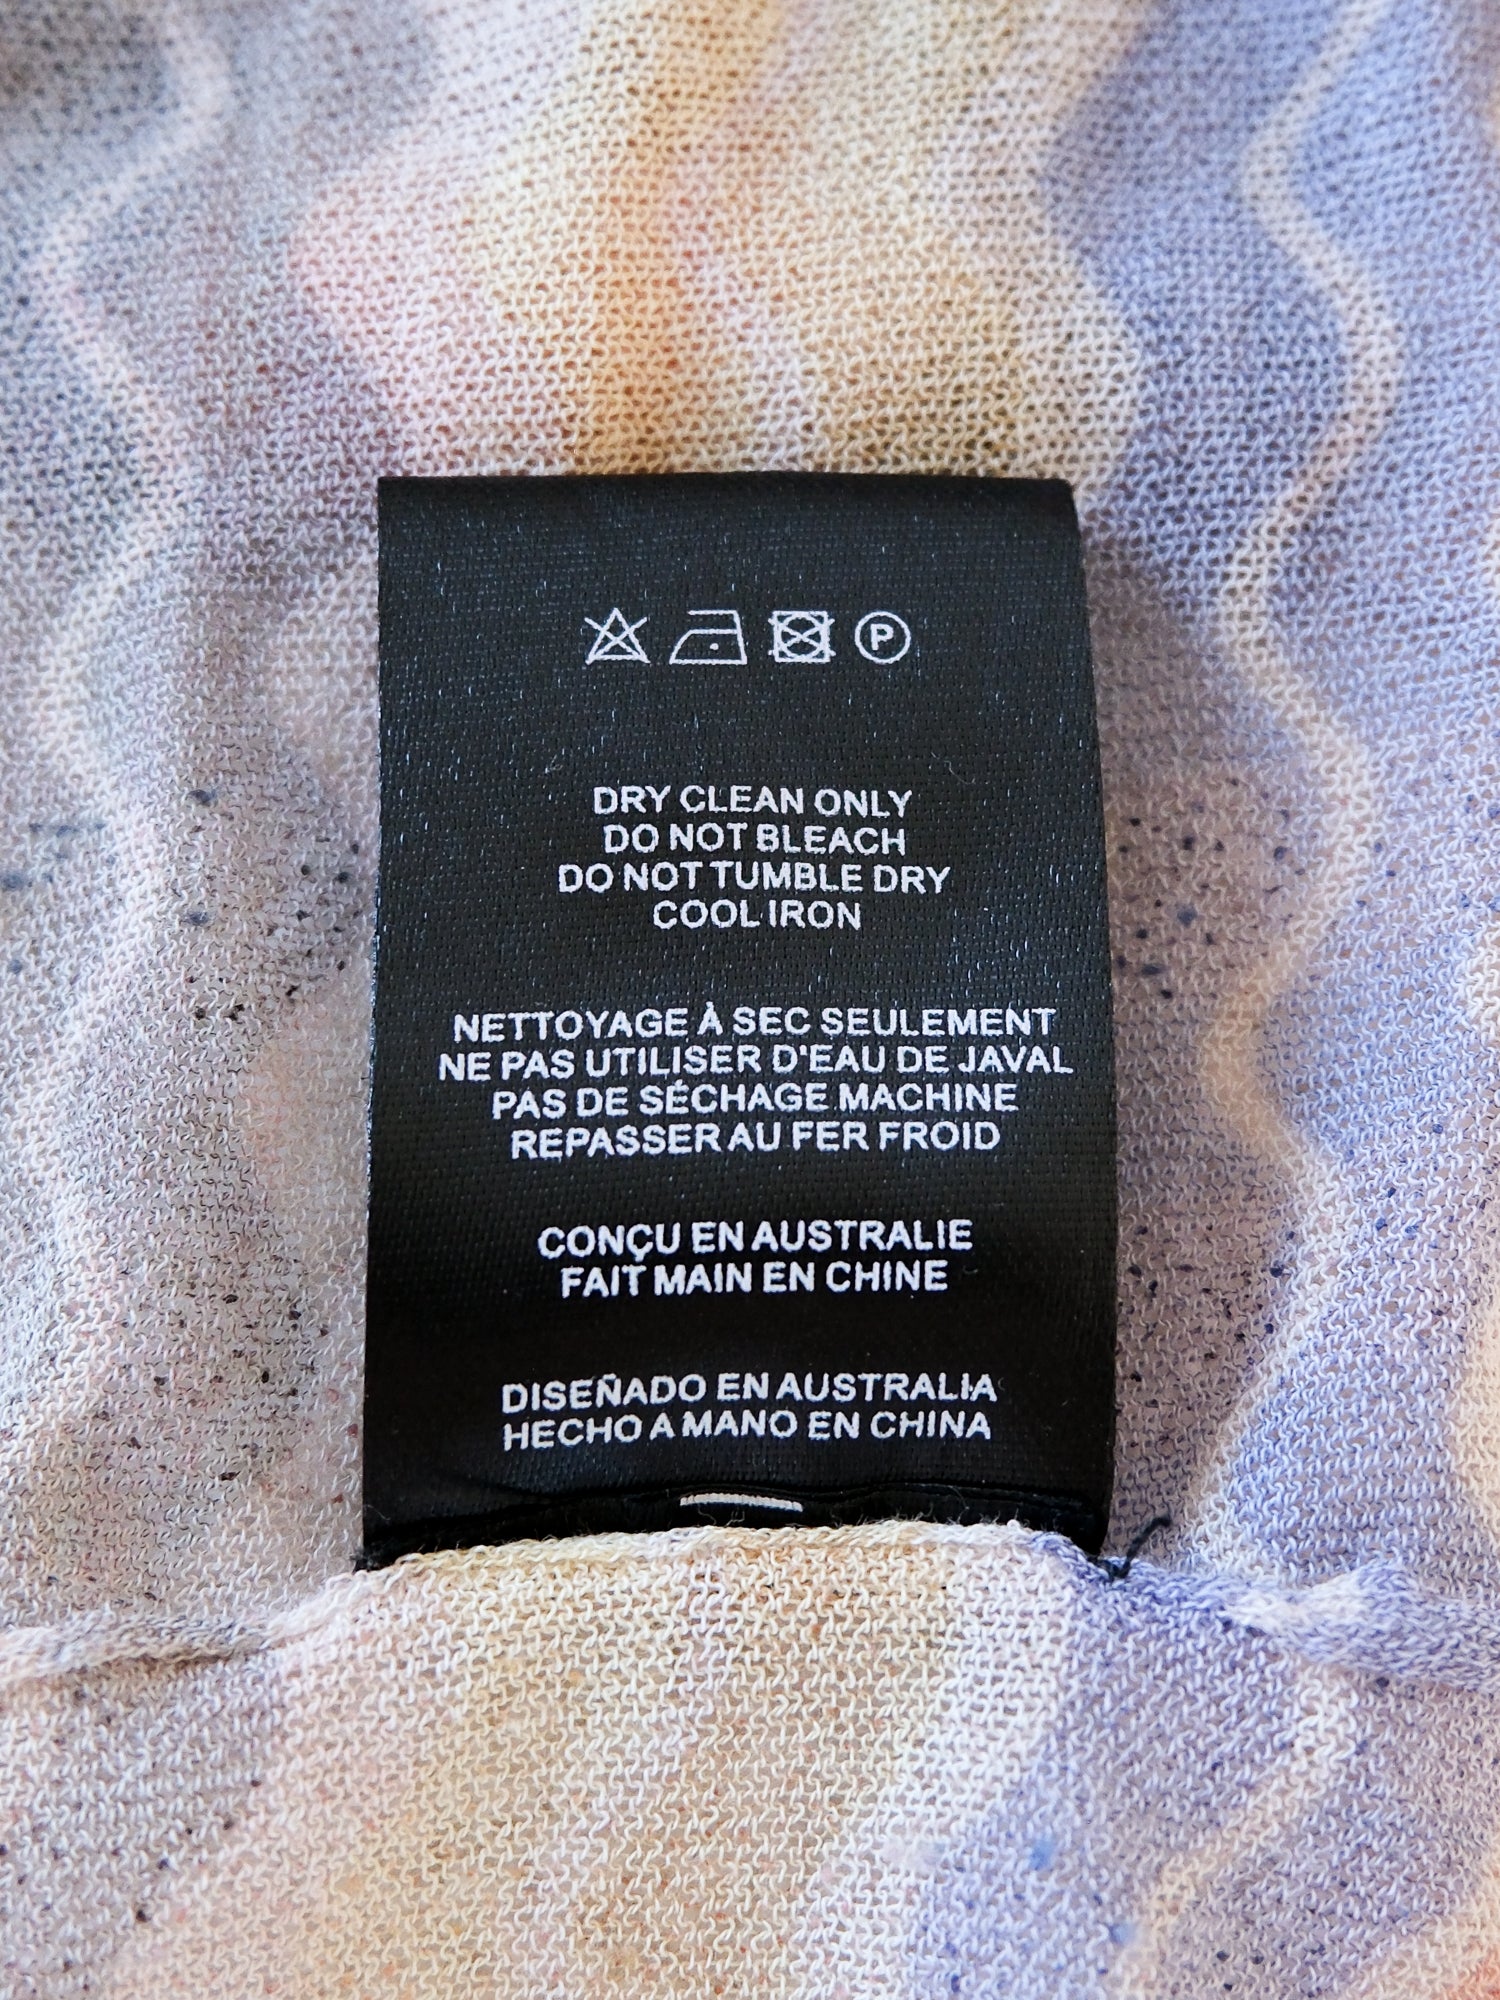 P
DRY CLEAN ONLY
DO NOT BLEACH
DO NOT TUMBLE DRY
COOL IRON
NETTOYAGE À SEC SEULEMENT
NE PAS UTILISER D'EAU DE JAVAL
PAS DE SÉCHAGE MACHINE
REPASSER AU FER FROID
CONÇU EN AUSTRALIE
FAIT MAIN EN CHINE
DISEÑADO EN AUSTRALIA
HECHO A MANO EN CHINA